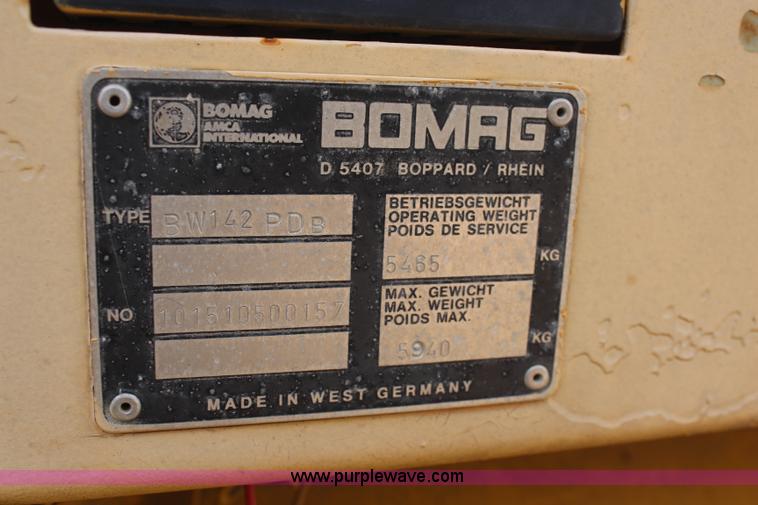 BOMAG
AMCA
INTERNATIONAL
BOMAG
D 5407 BOPPARD / RHEIN
TYPE BW142 PDB
BETRIEBSGEWICHT
OPERATING WEIGHT
POIDS DE SERVICE
5465 KG
NO 101510500157
MAX. GEWICHT
MAX. WEIGHT
POIDS MAX.
5940 KG
MADE IN WEST GERMANY
www.purplewave.com